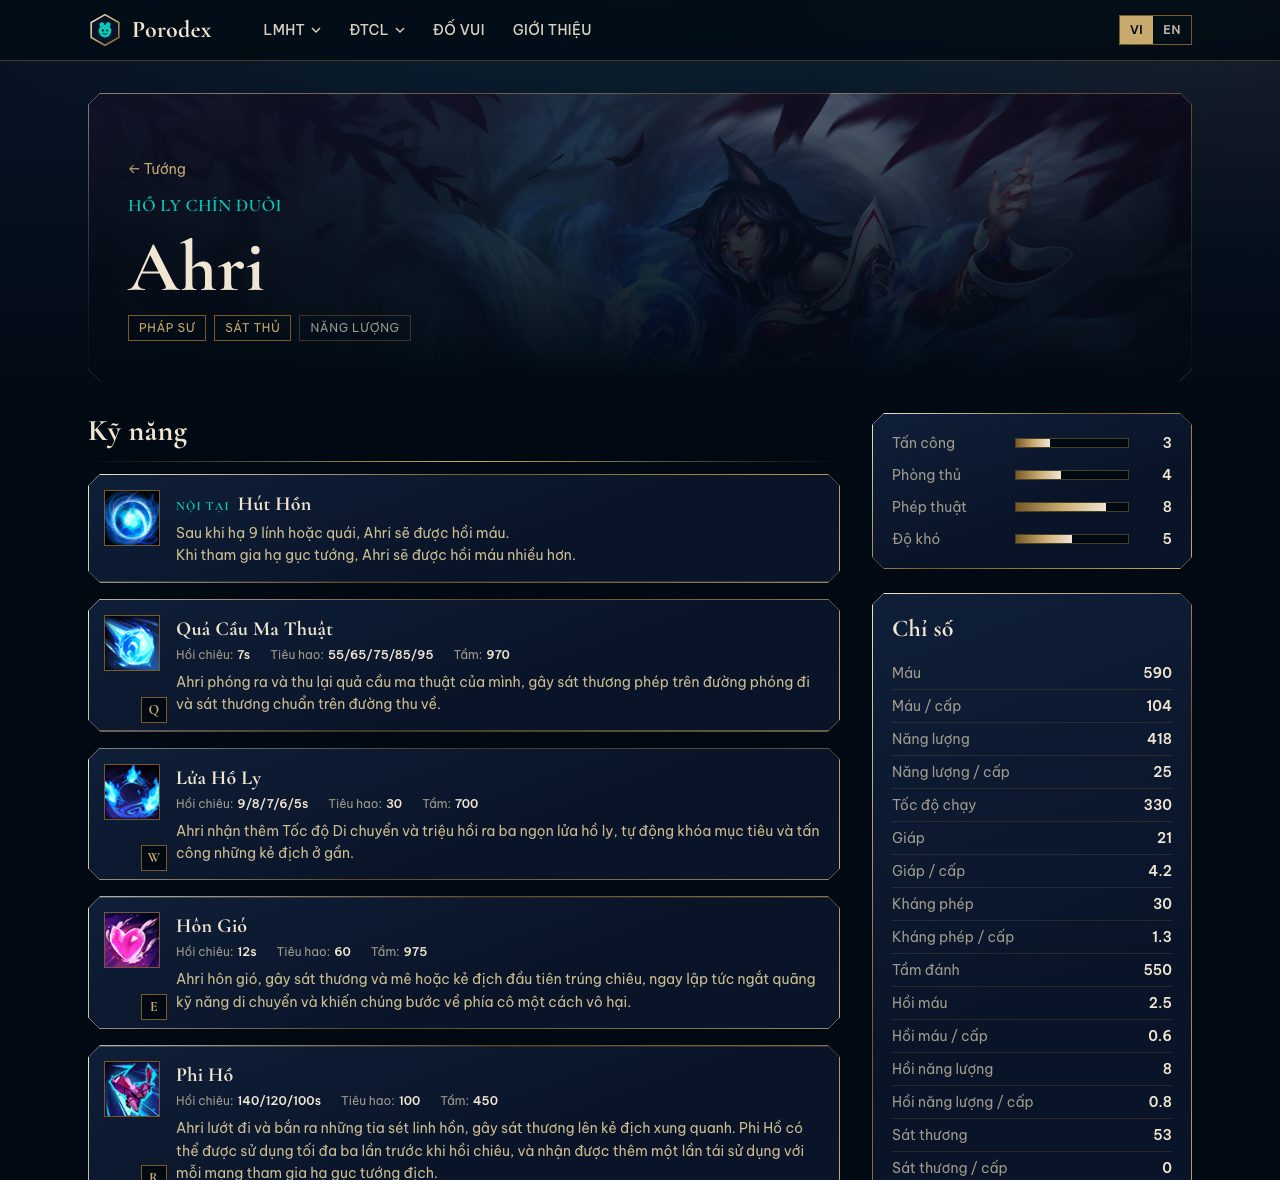 Porodex
LMHT
ĐTCL
ĐỐ VUI
GIỚI THIỆU
VI
EN
← Tướng
HỒ LY CHÍN ĐUÔI
Ahri
PHÁP SƯ
SÁT THỦ
NĂNG LƯỢNG
Kỹ năng
NỘI TẠI Hút Hồn
Sau khi hạ 9 lính hoặc quái, Ahri sẽ được hồi máu.
Khi tham gia hạ gục tướng, Ahri sẽ được hồi máu nhiều hơn.
Quả Cầu Ma Thuật
Hồi chiêu: 7s Tiêu hao: 55/65/75/85/95 Tầm: 970
Ahri phóng ra và thu lại quả cầu ma thuật của mình, gây sát thương phép trên đường phóng đi
và sát thương chuẩn trên đường thu về.
Q
Lửa Hồ Ly
Hồi chiêu: 9/8/7/6/5s Tiêu hao: 30 Tầm: 700
Ahri nhận thêm Tốc độ Di chuyển và triệu hồi ra ba ngọn lửa hồ ly, tự động khóa mục tiêu và tấn
công những kẻ địch ở gần.
W
Hôn Gió
Hồi chiêu: 12s Tiêu hao: 60 Tầm: 975
Ahri hôn gió, gây sát thương và mê hoặc kẻ địch đầu tiên trúng chiêu, ngay lập tức ngắt quãng
kỹ năng di chuyển và khiến chúng bước về phía cô một cách vô hại.
E
Phi Hồ
Hồi chiêu: 140/120/100s Tiêu hao: 100 Tầm: 450
Ahri lướt đi và bắn ra những tia sét linh hồn, gây sát thương lên kẻ địch xung quanh. Phi Hồ có
thể được sử dụng tối đa ba lần trước khi hồi chiêu, và nhận được thêm một lần tái sử dụng với
mỗi mạng tham gia hạ gục tướng địch.
R
Tấn công 3
Phòng thủ 4
Phép thuật 8
Độ khó 5
Chỉ số
Máu 590
Máu / cấp 104
Năng lượng 418
Năng lượng / cấp 25
Tốc độ chạy 330
Giáp 21
Giáp / cấp 4.2
Kháng phép 30
Kháng phép / cấp 1.3
Tầm đánh 550
Hồi máu 2.5
Hồi máu / cấp 0.6
Hồi năng lượng 8
Hồi năng lượng / cấp 0.8
Sát thương 53
Sát thương / cấp 0